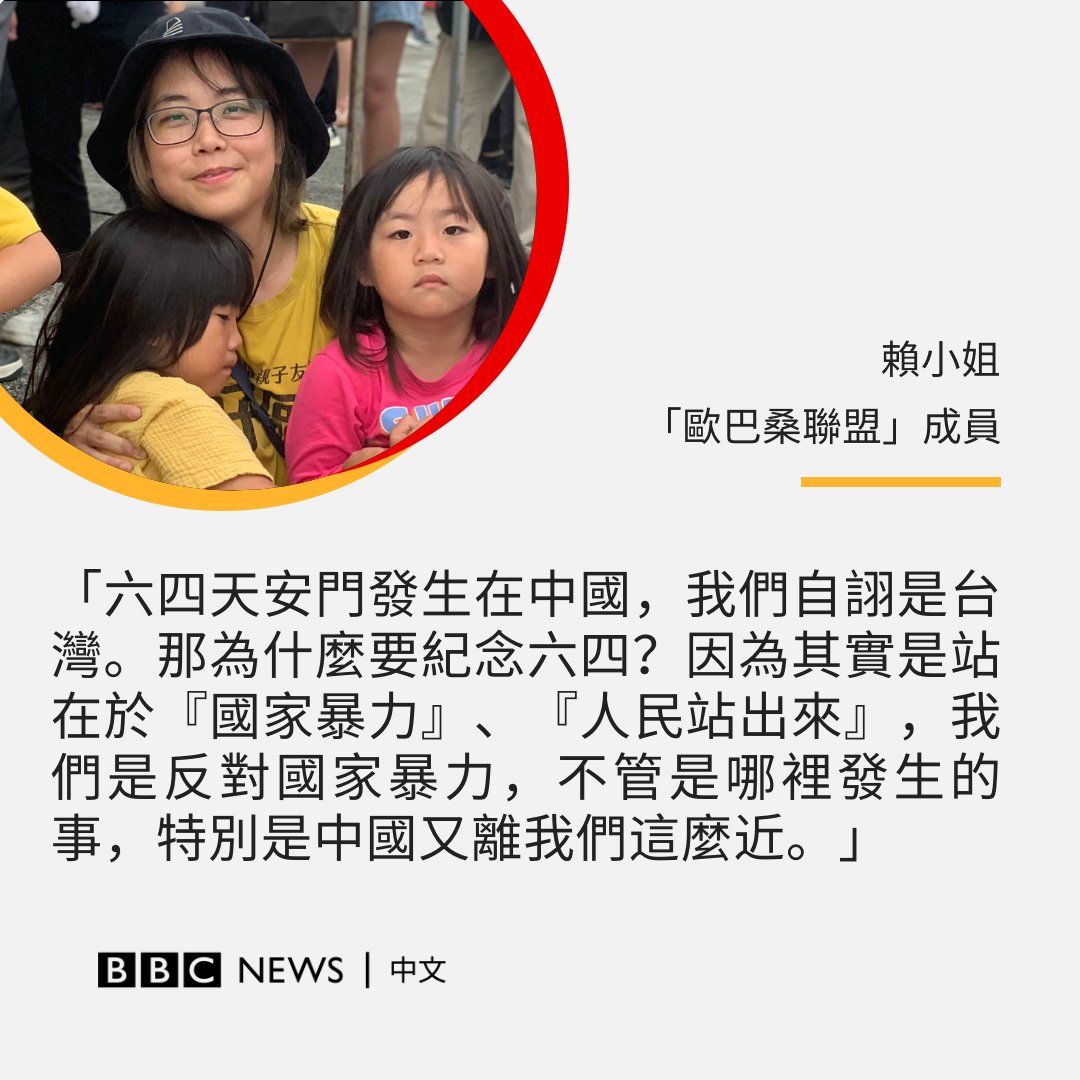 親子友
賴小姐
「歐巴桑聯盟」成員
「六四天安門發生在中國，我們自詡是台
灣。那為什麼要紀念六四？因為其實是站
在於『國家暴力』、『人民站出來』，我
們是反對國家暴力，不管是哪裡發生的
事，特別是中國又離我們這麼近。」
BBC NEWS | 中文